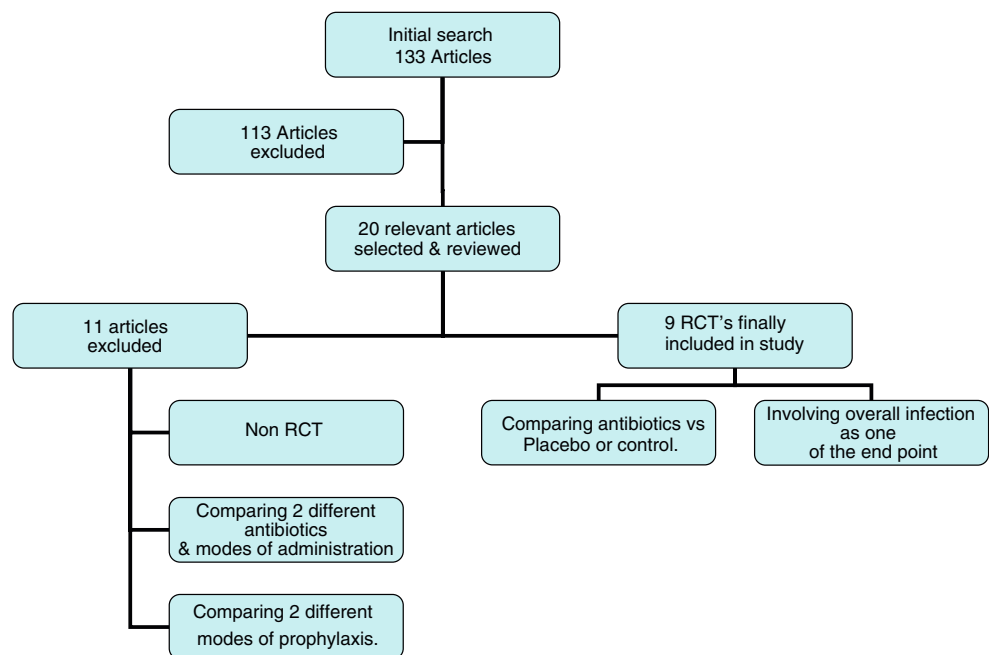 Initial search
133 Articles
113 Articles
excluded
20 relevant articles
selected & reviewed
11 articles
excluded
9 RCT's finally
included in study
Non RCT
Comparing antibiotics vs
Placebo or control.
Involving overall infection
as one
of the end point
Comparing 2 different
antibiotics
& modes of administration
Comparing 2 different
modes of prophylaxis.